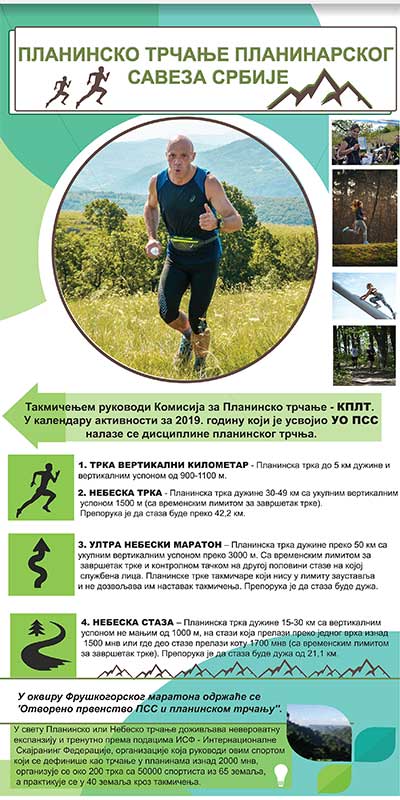 ПЛАНИНСКО ТРЧАЊЕ ПЛАНИНАРСКОГ
САВЕЗА СРБИЈЕ
Такмичењем руководи Комисија за Планинско трчање - КПЛТ.
У календару активности за 2019. годину који је усвојио УО ПСС
налазе се дисциплине планинског трчња.
1. ТРКА ВЕРТИКАЛНИ КИЛОМЕТАР - Планинска трка до 5 км дужине и
вертикалним успоном од 900-1100 м.
2. НЕБЕСКА ТРКА - Планинска трка дужине 30-49 км са укупним вертикалним
успоном 1500 м (са временским лимитом за завршетак трке).
Препорука је да стаза буде преко 42,2 км.
3. УЛТРА НЕБЕСКИ МАРАТОН – Планинска трка дужине преко 50 км са
укупним вертикалним успоном преко 3000 м. Са временским лимитом за
завршетак трке и контролном тачком на другој половини стазе на којој
службена лица. Планинске трке такмичаре који нису у лимиту зауставља
и не дозвољава им наставак такмичења. Препорука је да стаза буде дужа.
4. НЕБЕСКА СТАЗА – Планинска трка дужине 15-30 км са вертикалним
успоном не мањим од 1000 м, на стази која прелази преко једног врха изнад
1500 мнв или где део стазе прелази коту 1700 мнв (са временским лимитом
за завршетак трке). Препорука је да стаза буде дужа од 21,1 км.
У оквиру Фрушкогорског маратона одржаће се
'Отворено првенство ПСС и планинском трчању".
У свету Планинско или Небеско трчање доживљава невероватну
експанзију и тренутно према подацима ИСФ - Интернационалне
Скајранинг Федерације, организације која руководи овим спортом
који се дефинише као трчање у планинама изнад 2000 мнв,
организује се око 200 трка са 50000 спортиста из 65 земаља,
а практикује се у 40 земаља кроз такмичења.